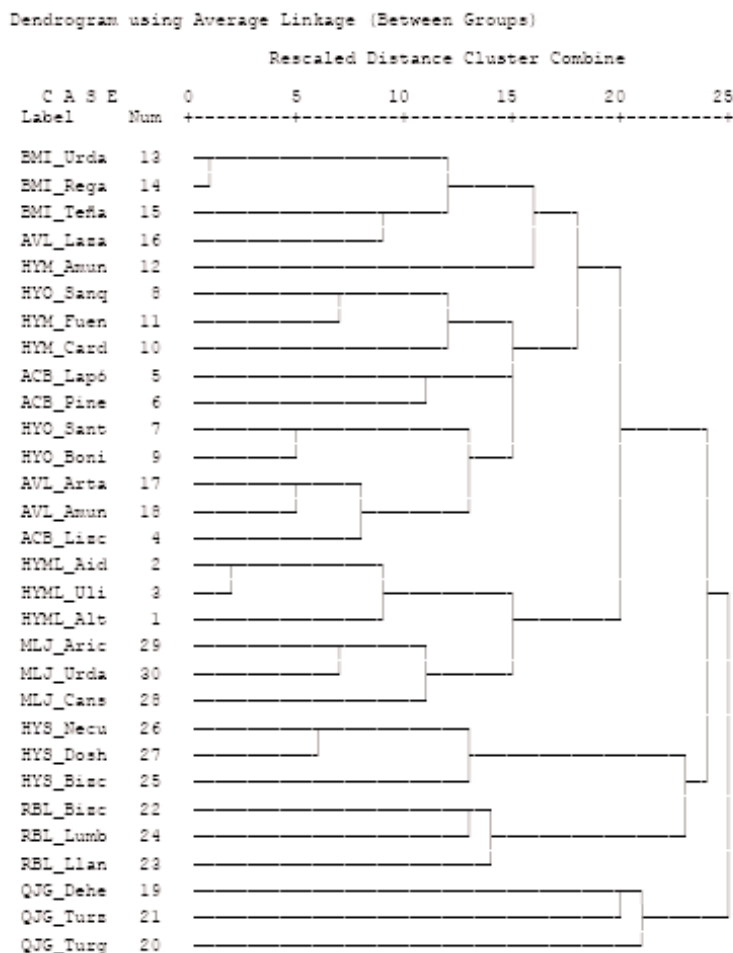 Dendrogram using Average Linkage (Between Groups)
Rescaled Distance Cluster Combine
C A S E 0 5 10 15 20 25
Label Num +---------+---------+---------+---------+---------+
BMI_Urda 13
BMI_Rega 14
BMI_Teña 15
AVL_Laza 16
HYM_Amun 12
HYO_Sanq 8
HYM_Fuen 11
HYM_Card 10
ACB_Lapó 5
ACB_Pine 6
HYO_Sant 7
HYO_Boni 9
AVL_Arta 17
AVL_Amun 18
ACB_Lizc 4
HYML_Aid 2
HYML_Uli 3
HYML_Alt 1
MLJ_Aric 29
MLJ_Urda 30
MLJ_Cans 28
HYS_Necu 26
HYS_Dosh 27
HYS_Bizc 25
RBL_Bizc 22
RBL_Lumb 24
RBL_Llan 23
QJG_Dehe 19
QJG_Turz 21
QJG_Turg 20